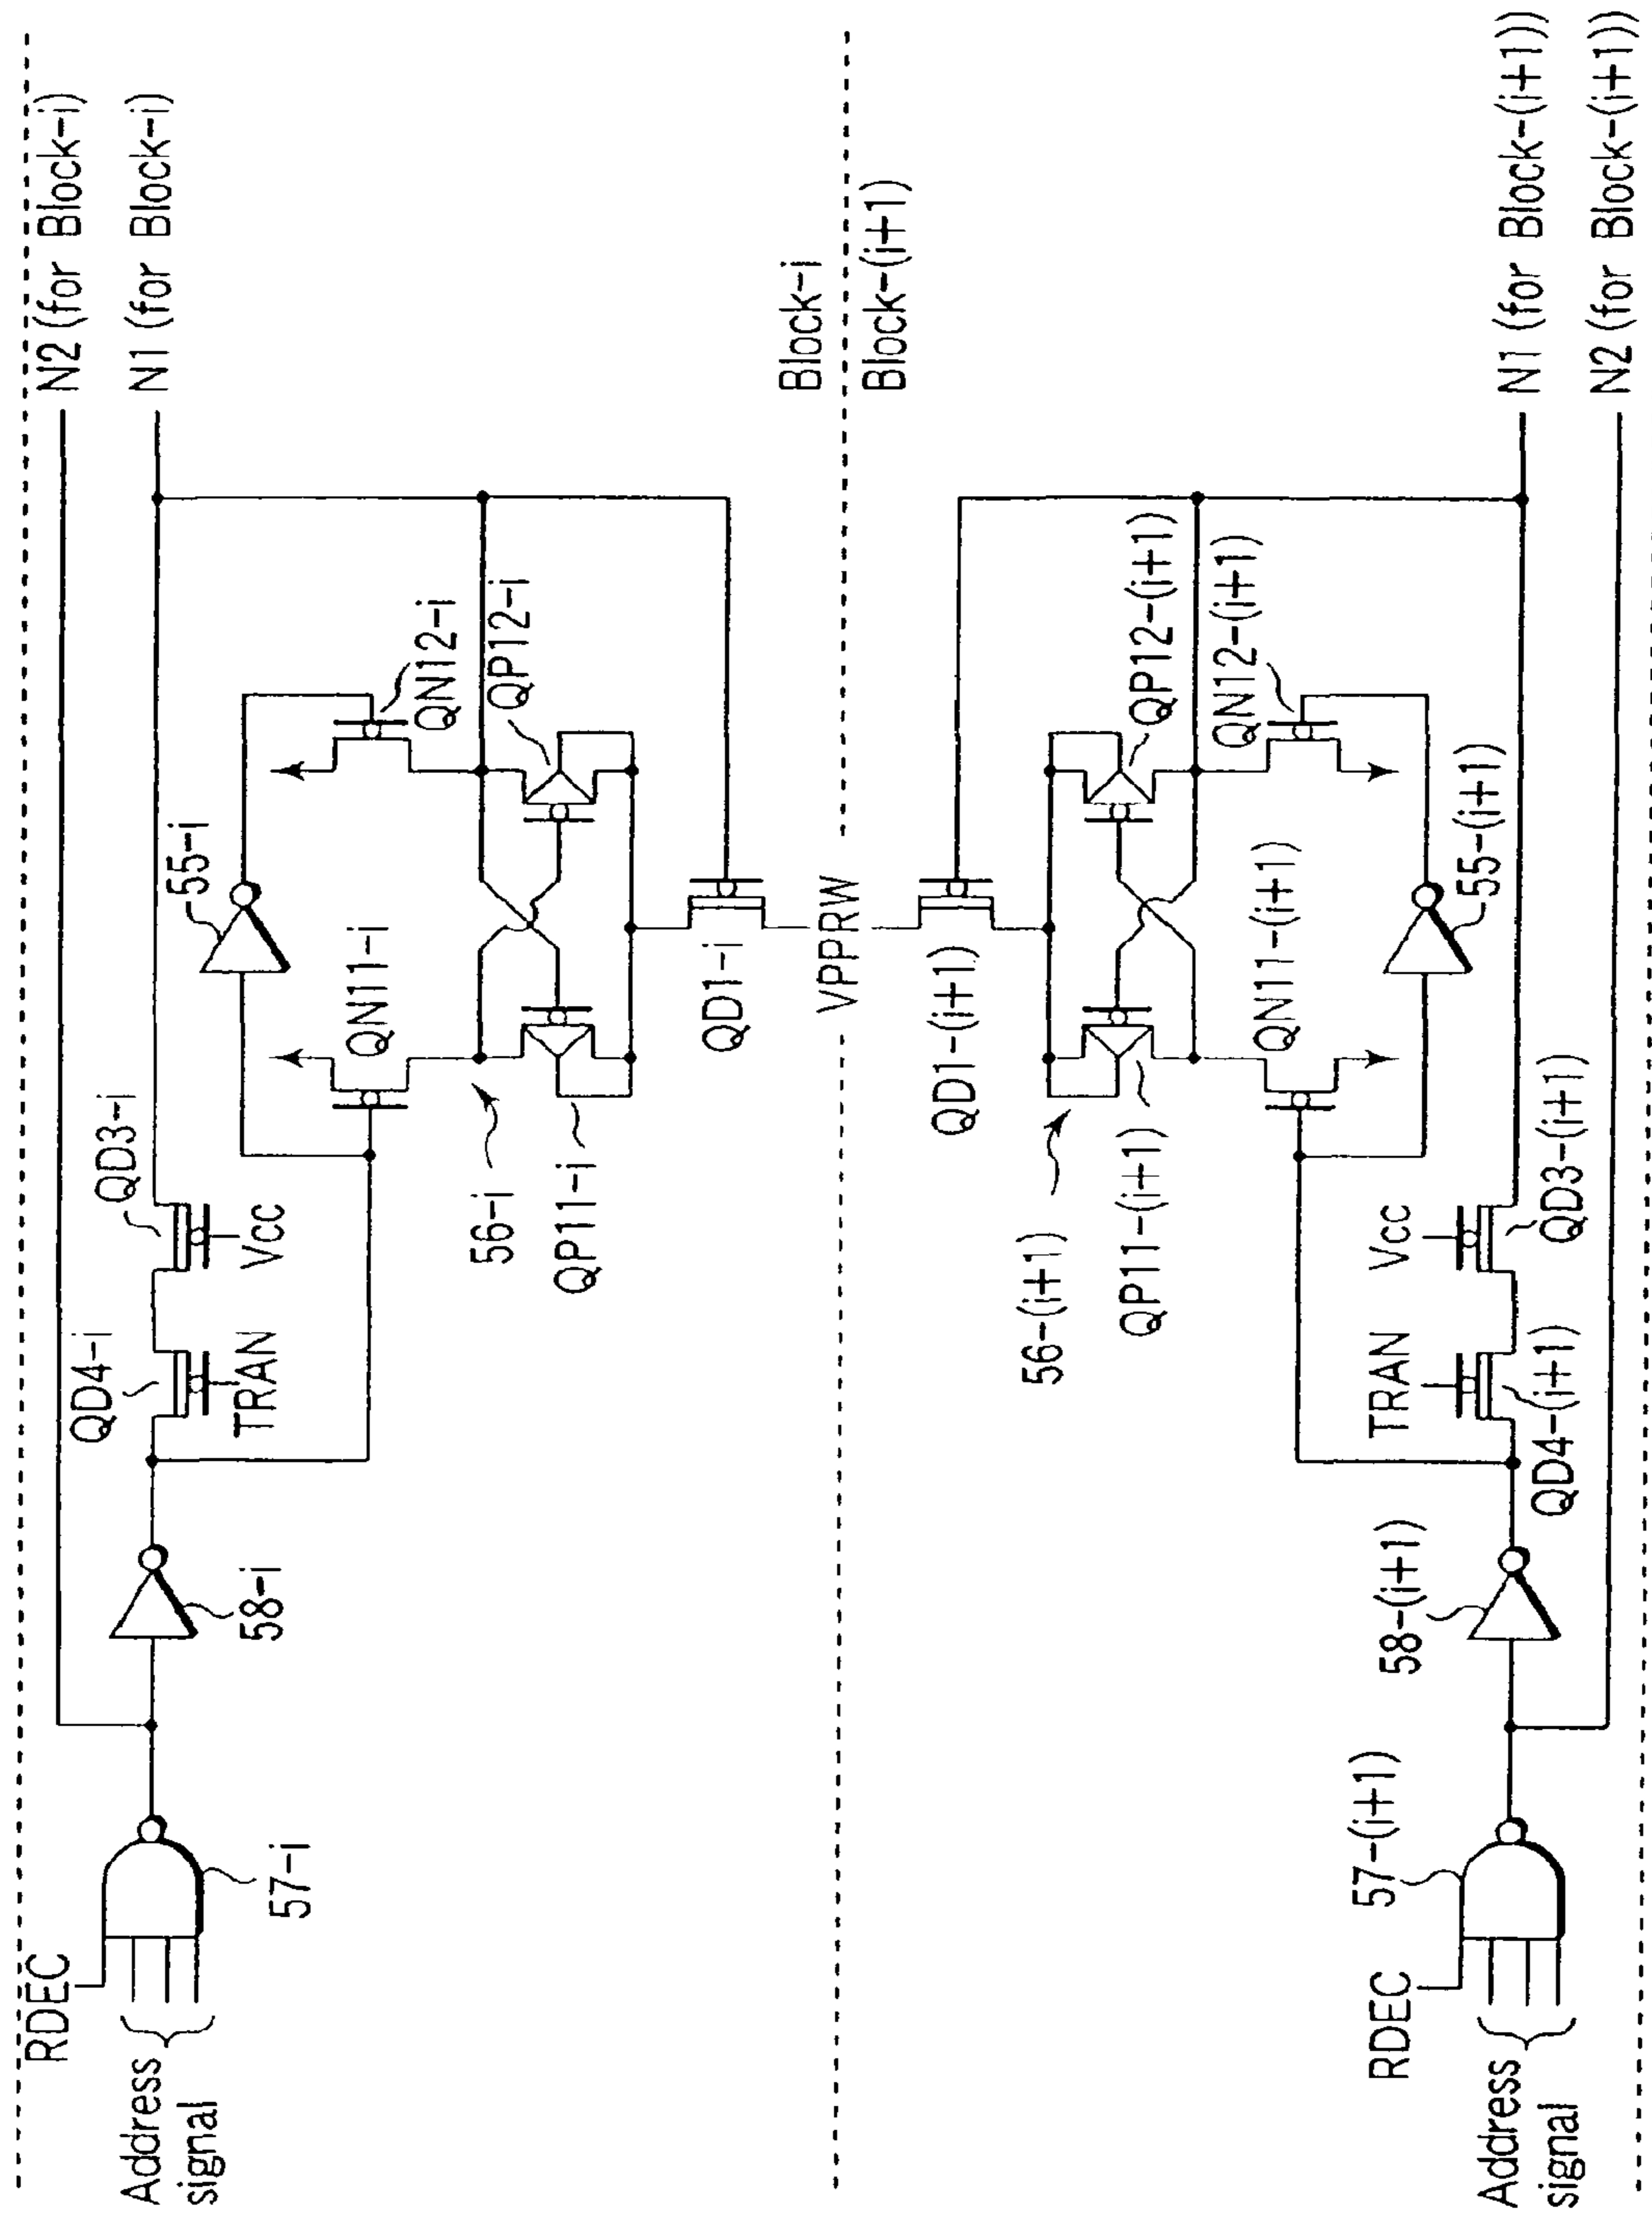 N2 (for Block-i)
N1 (for Block-i)
RDEC
Address
signal
57-i
58-i
QD4-i
TRAN
QD3-i
Vcc
55-i
QN11-i
QN12-i
56-i
QP11-i
QP12-i
QD1-i
Block-i
VPPRW
Block-(i+1)
QD1-(i+1)
56-(i+1)
QP11-(i+1)
QP12-(i+1)
QN11-(i+1)
QN12-(i+1)
55-(i+1)
TRAN
Vcc
QD4-(i+1)
QD3-(i+1)
58-(i+1)
57-(i+1)
RDEC
Address
signal
N1 (for Block-(i+1))
N2 (for Block-(i+1))